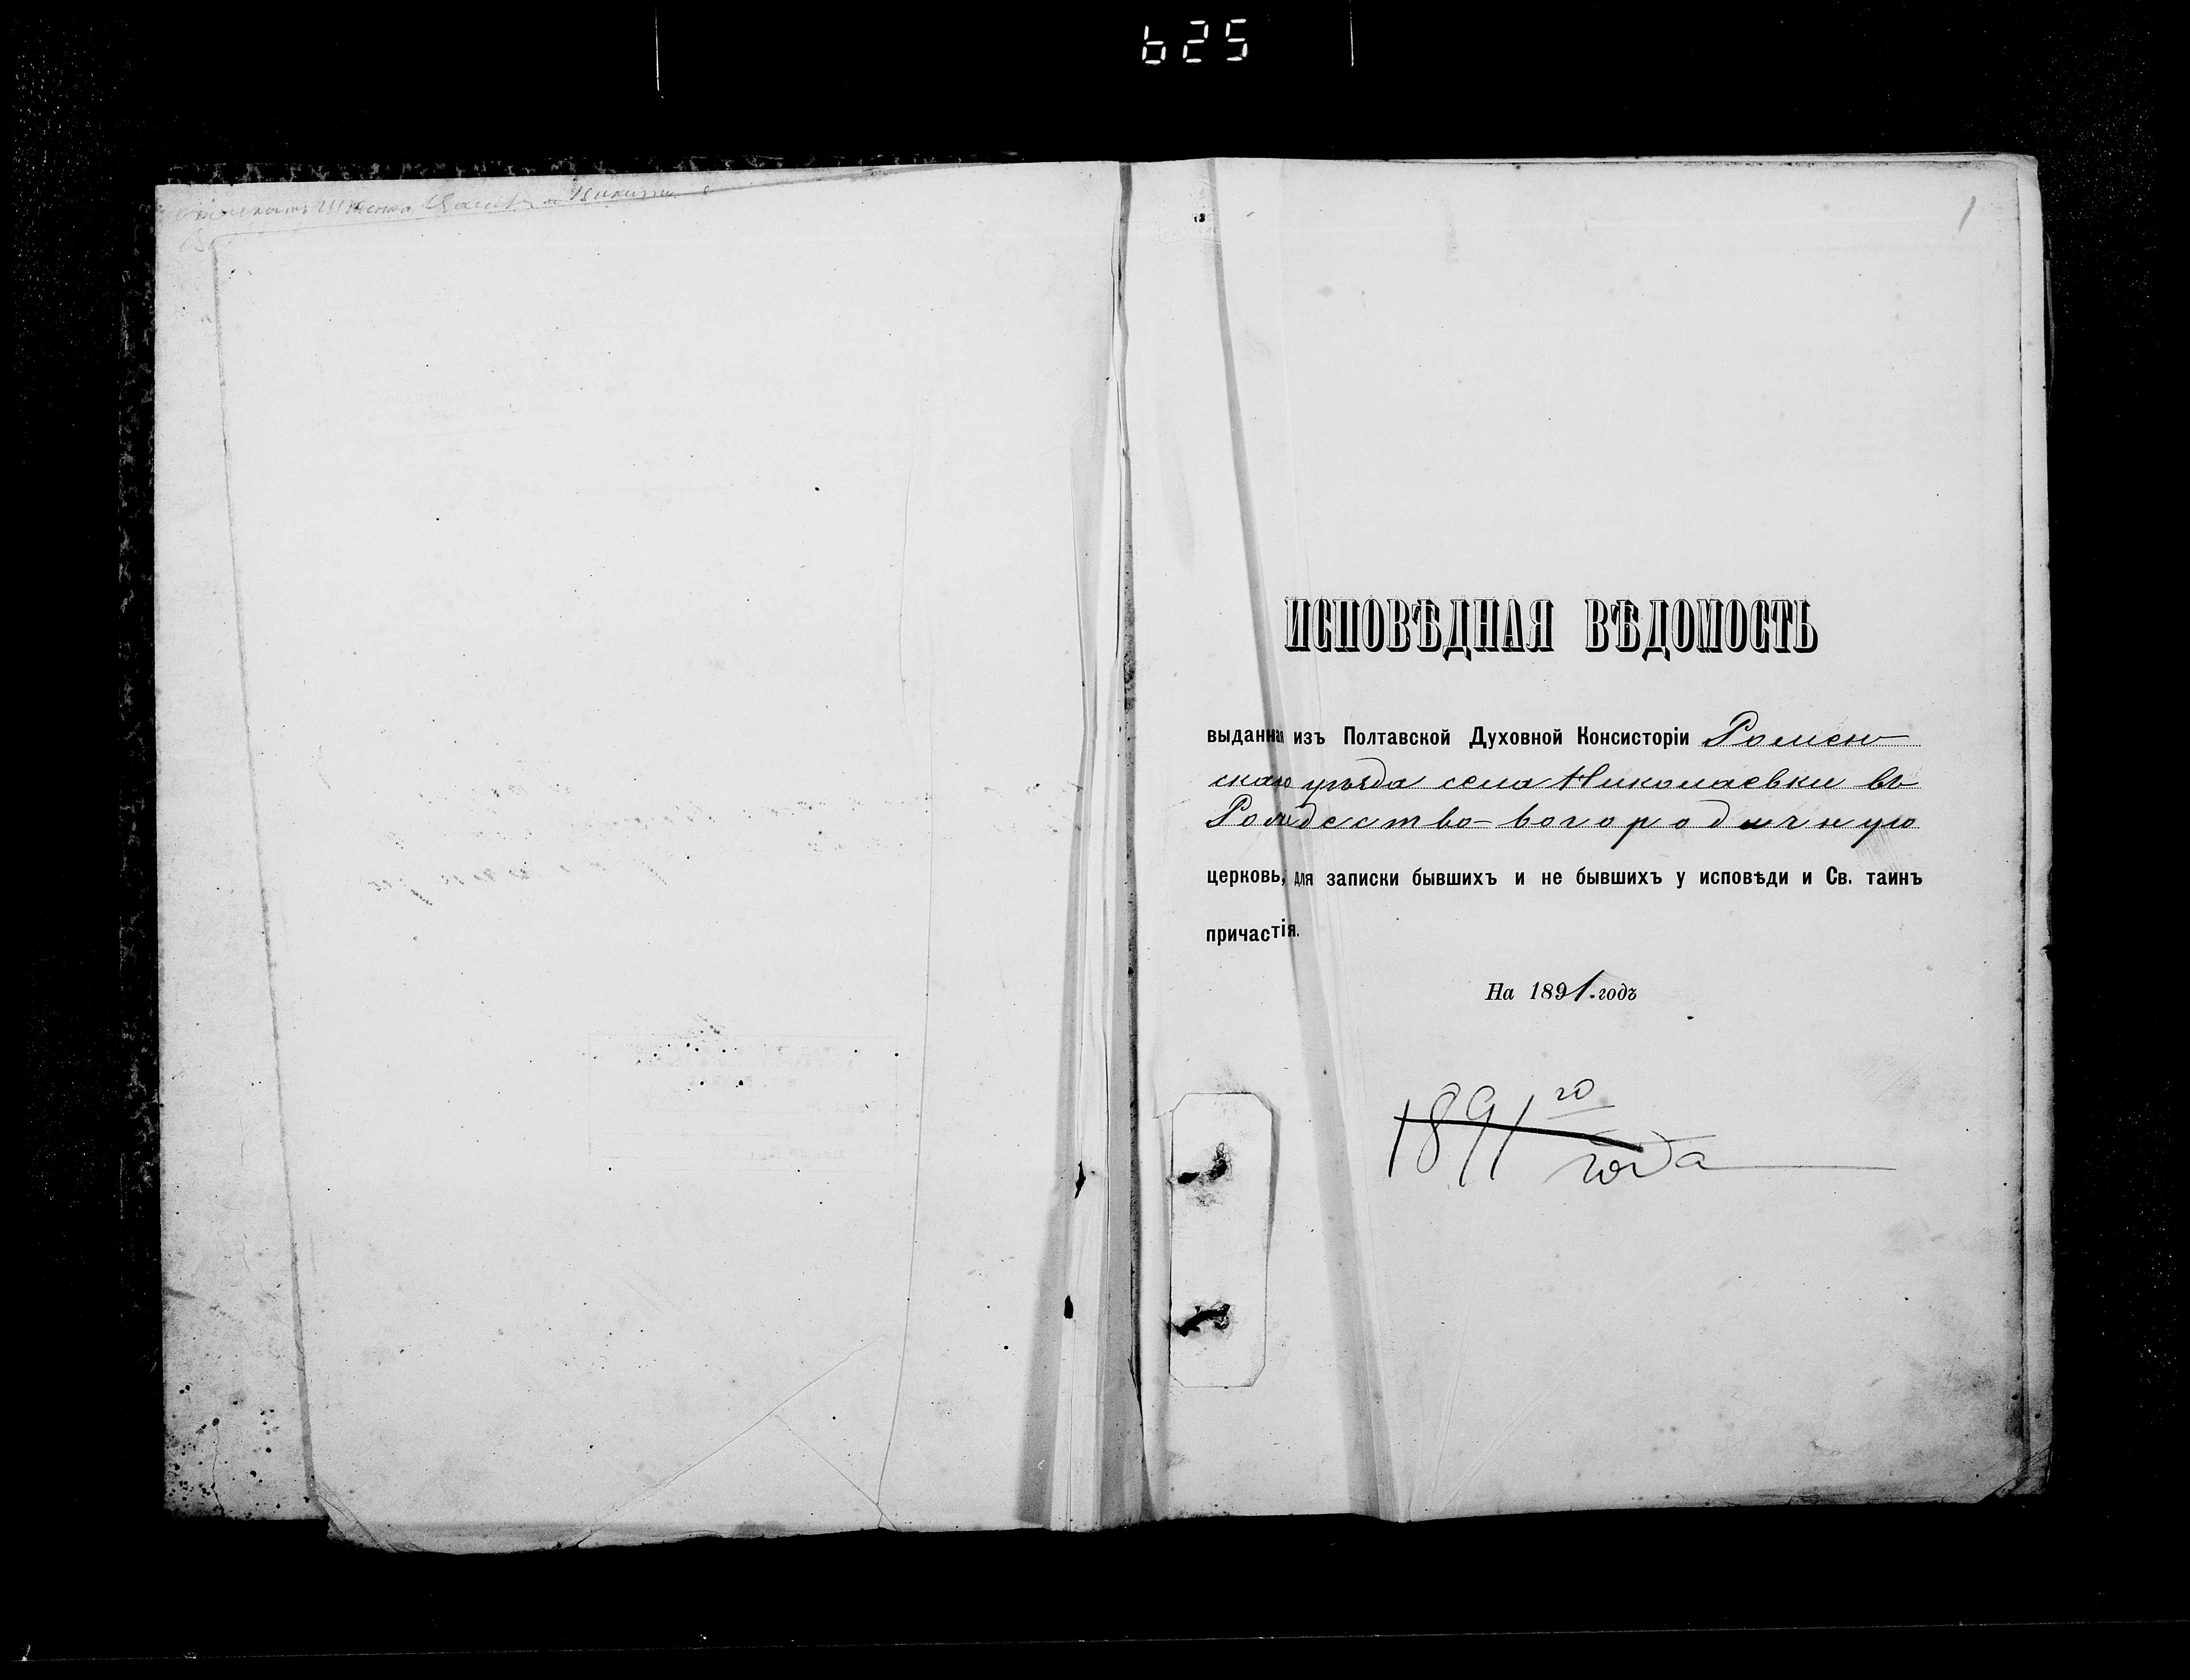 625
1
ИСПОВѢДНАЯ ВѢДОМОСТЬ
выданная изъ Полтавской Духовной Консисторіи Ромен-
скаго уѣзда села Николаевки въ
Рождество-Богородичную
церковь, для записки бывшихъ и не бывшихъ у исповѣди и Св. таинъ
причастія.
На 1891. годъ
1891 го
года